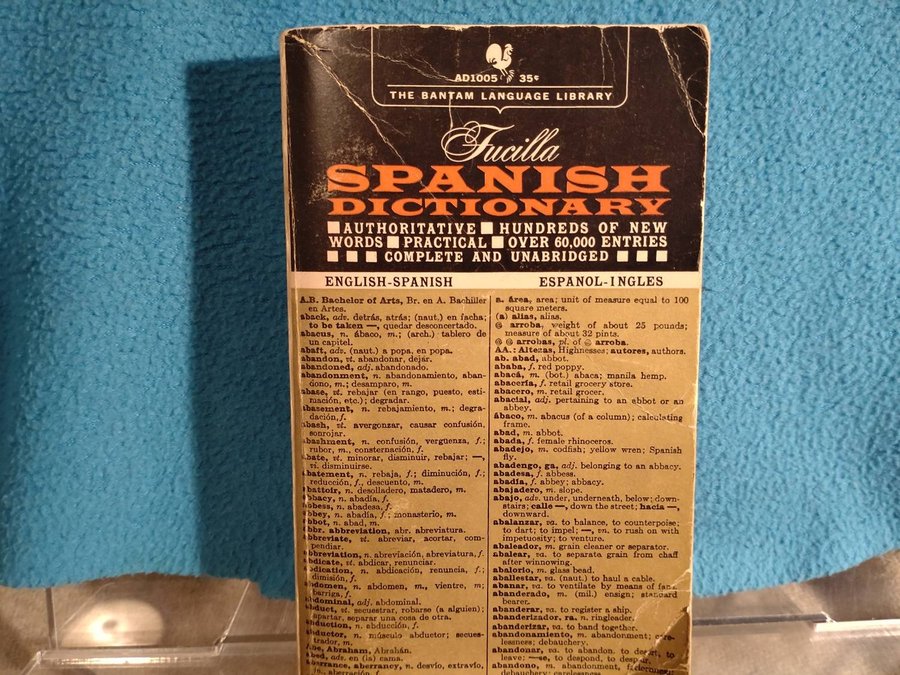 AD1005 35¢
THE BANTAM LANGUAGE LIBRARY
Fucilla
SPANISH
DICTIONARY
AUTHORITATIVE HUNDREDS OF NEW
WORDS PRACTICAL OVER 60,000 ENTRIES
COMPLETE AND UNABRIDGED
ENGLISH-SPANISH
A.B. Bachelor of Arts, Br. en A. Bachiller
en Artes.
aback, adv. detrás, atrás; (naut.) en facha;
to be taken —, quedar desconcertado.
abacus, n. ábaco, m.; (arch.) tablero de
un capitel.
abaft, adv. (naut.) a popa, en popa.
abandon, vt. abandonar, dejar.
abandoned, adj. abandonado.
abandonment, n. abandonamiento, aban-
dono, m.; desamparo, m.
abase, vt. rebajar (en rango, puesto, esti-
mación, etc.); degradar.
abasement, n. rebajamiento, m.; degra-
dación, f.
abash, vt. avergonzar, causar confusión,
sonrojar.
abashment, n. confusión, vergüenza, f.;
rubor, m., consternación, f.
abate, vt. minorar, disminuir, rebajar; —,
vi. disminuirse.
abatement, n. rebaja, f.; diminución, f.;
reducción, f., descuento, m.
abattoir, n. desolladero, matadero, m.
abbacy, n. abadía, f.
abbess, n. abadesa, f.
abbey, n. abadía, f.; monasterio, m.
abbot, n. abad, m.
abbr. abbreviation, abr. abreviatura.
abbreviate, vt. abreviar, acortar, com-
pendiar.
abbreviation, n. abreviación, abreviatura, f.
abdicate, vt. abdicar, renunciar.
abdication, n. abdicación, renuncia, f.;
dimisión, f.
abdomen, n. abdomen, m., vientre, m;
barriga, f.
abdominal, adj. abdominal.
abduct, vt. secuestrar, robarse (a alguien);
apartar, separar una cosa de otra.
abduction, n. abducción, f.
abductor, n. músculo abductor; secues-
trador, m.
Abe, Abraham, Abrahán.
abed, adv. en (la) cama.
aberrance, aberrancy, n. desvío, extravío,
m., aberración, f.
ESPANOL-INGLES
a. área, area; unit of measure equal to 100
square meters.
(a) alias, alias.
@ arroba, weight of about 25 pounds;
measure of about 32 pints.
@ @ arrobas, pl. of @ arroba.
AA.: Altezas, Highnesses; autores, authors.
ab. abad, abbot.
ababa, f. red poppy.
abacá, m. (bot.) abaca; manila hemp.
abacería, f. retail grocery store.
abacero, m. retail grocer.
abacial, adj. pertaining to an abbot or an
abbey.
ábaco, m. abacus (of a column); calculating
frame.
abad, m. abbot.
abada, f. female rhinoceros.
abadejo, m. codfish; yellow wren; Spanish
fly.
abadengo, ga, adj. belonging to an abbacy.
abadesa, f. abbess.
abadía, f. abbey; abbacy.
abajadero, m. slope.
abajo, adv. under, underneath, below; down-
stairs; calle —, down the street; hacia —,
downward.
abalanzar, va. to balance, to counterpoise;
to dart; to impel; —, vn. to rush on with
impetuosity; to venture.
abaleador, m. grain cleaner or separator.
abalear, va. to separate grain from chaff
after winnowing.
abalorio, m. glass bead.
aballestar, va. (naut.) to haul a cable.
abanar, va. to ventilate by means of fan.
abanderado, m. (mil.) ensign; standard
bearer.
abanderar, va. to register a ship.
abanderizador, ra. n. ringleader.
abanderizar, va. to band together.
abandonamiento, m. abandonment; care-
lessness; debauchery.
abandonar, va. to abandon, to desert, to
leave; —se, to despond, to despair.
abandono, m. abandonment,
debauchery; carelessness.